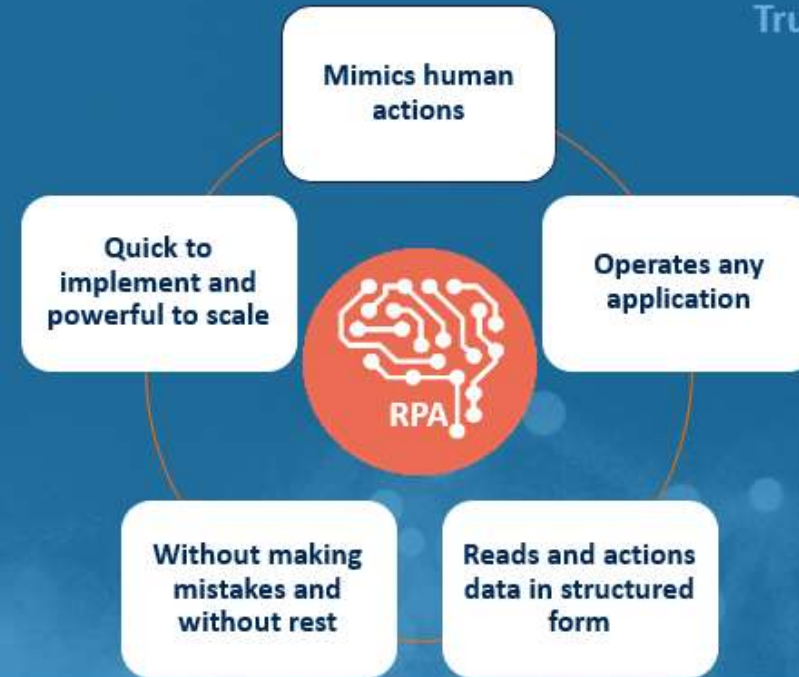 Mimics human
actions
Quick to
implement and
powerful to scale
Operates any
application
RPA
Without making
mistakes and
without rest
Reads and actions
data in structured
form